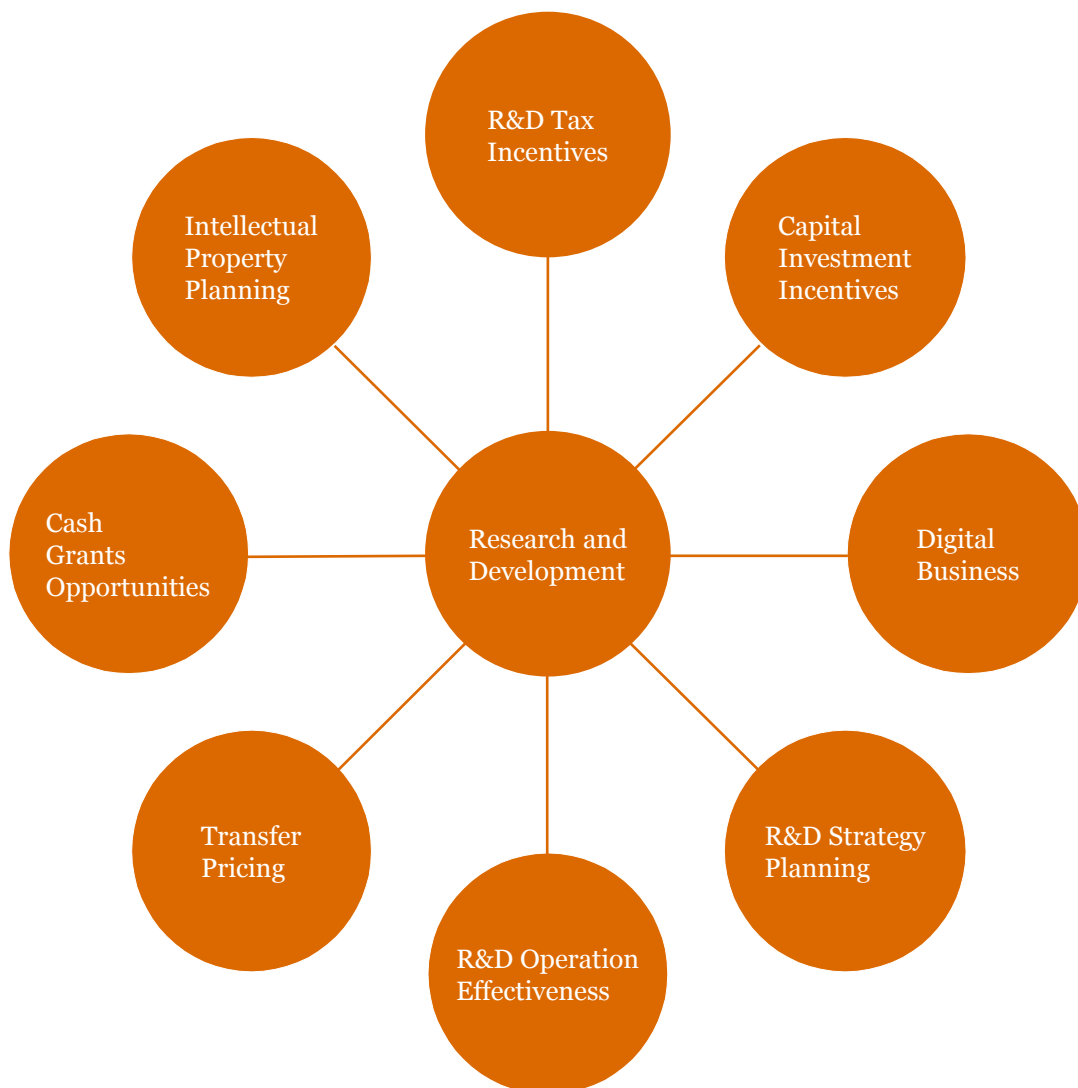 R&D Tax
Incentives
Capital
Investment
Incentives
Digital
Business
R&D Strategy
Planning
R&D Operation
Effectiveness
Transfer
Pricing
Cash
Grants
Opportunities
Intellectual
Property
Planning
Research and
Development